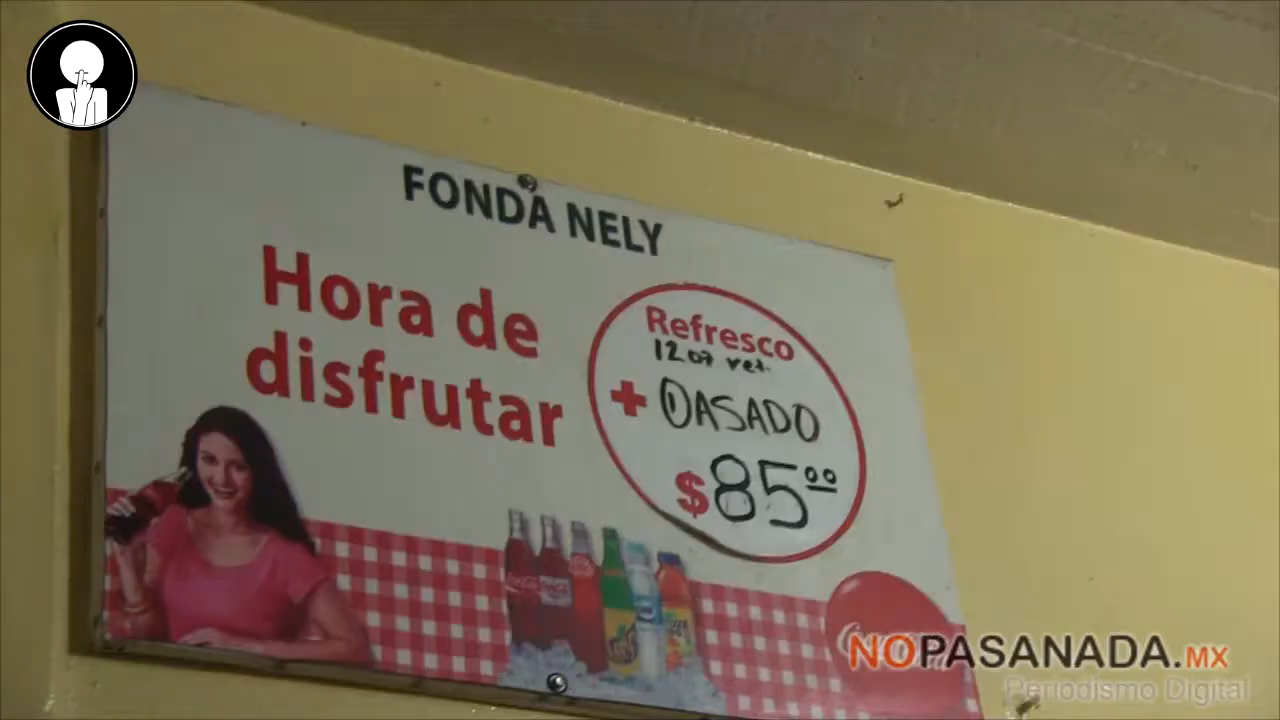 FONDA NELY
Hora de
disfrutar
Refresco
12 oz ret.
+ 1 ASADO
$85.00
NOPASANADA.MX
Periodismo Digital